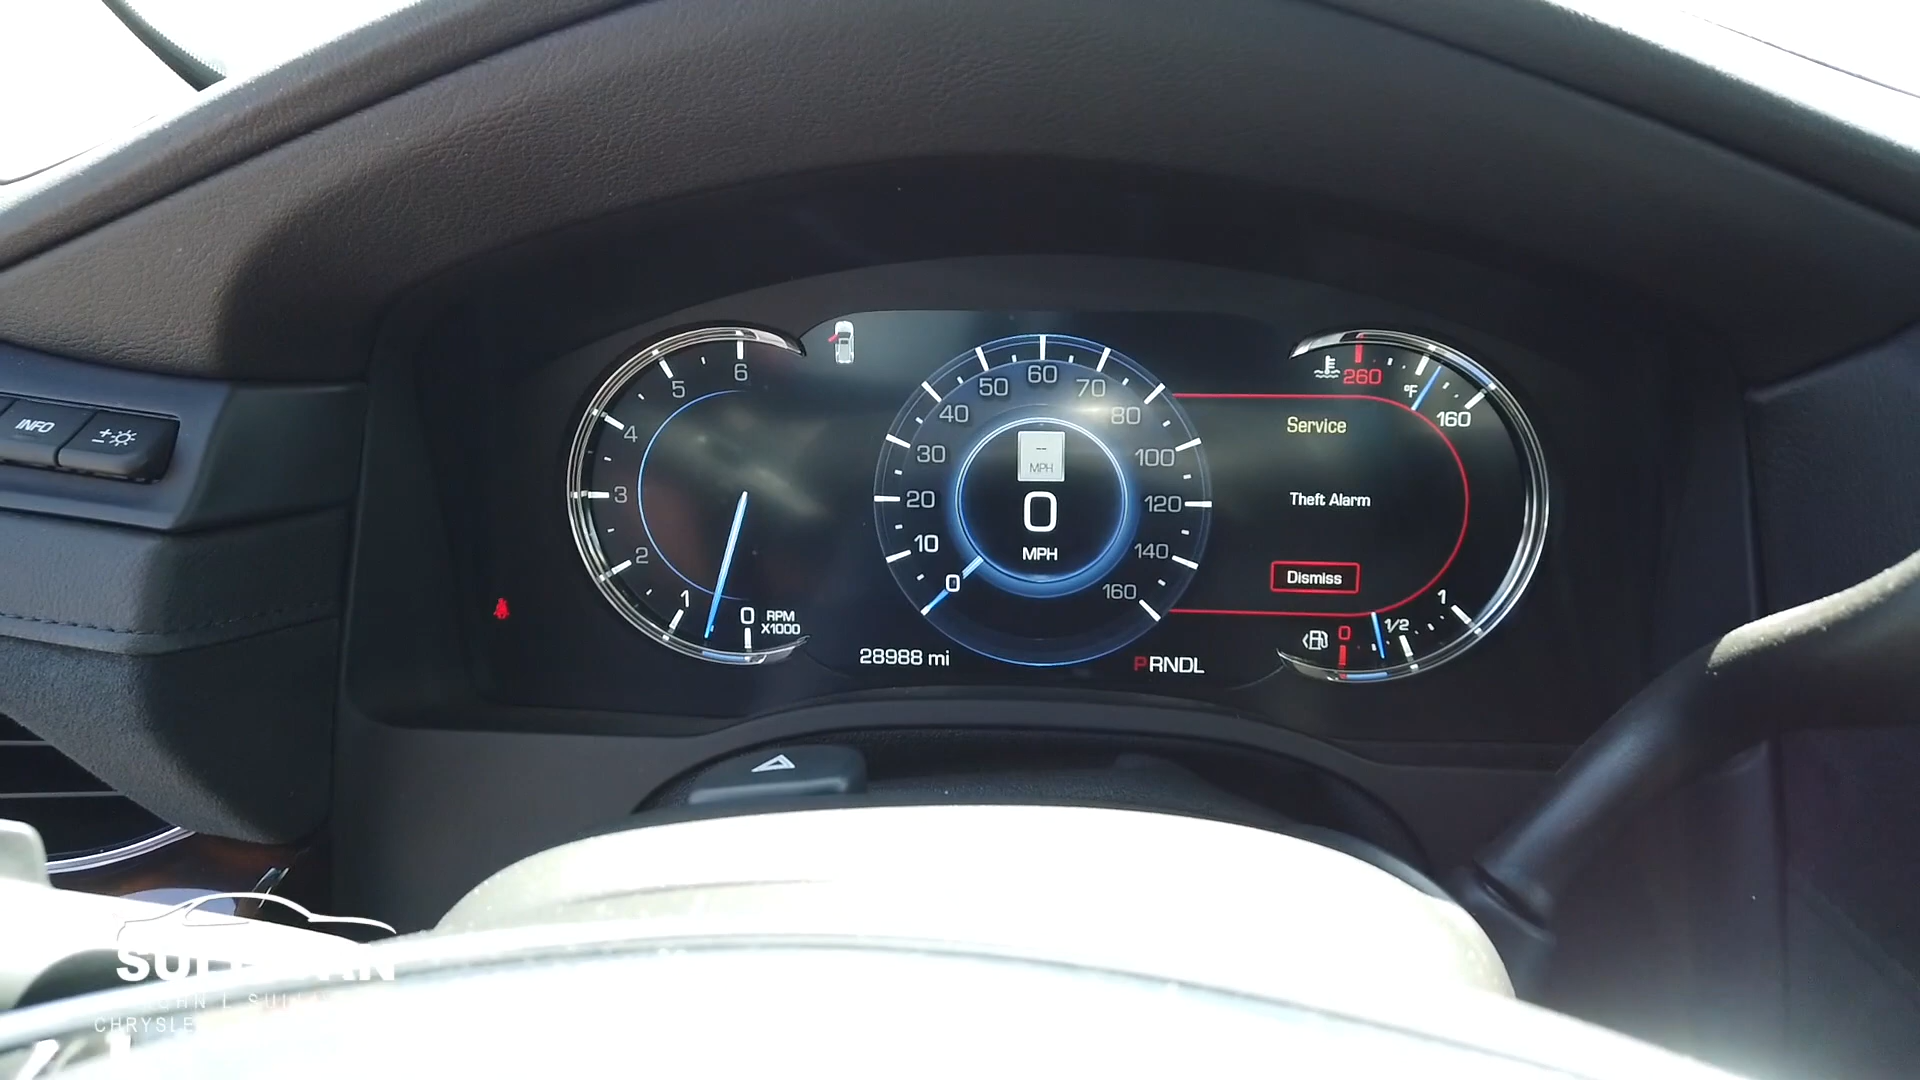 INFO
6
5
4
3
2
1
0
RPM
X1000
60
50
70
40
80
30
100
20
120
10
140
0
160
--
MPH
0
MPH
28988 mi
PRNDL
260
°F
160
Service
Theft Alarm
Dismiss
1
1/2
0
CHRYSLE